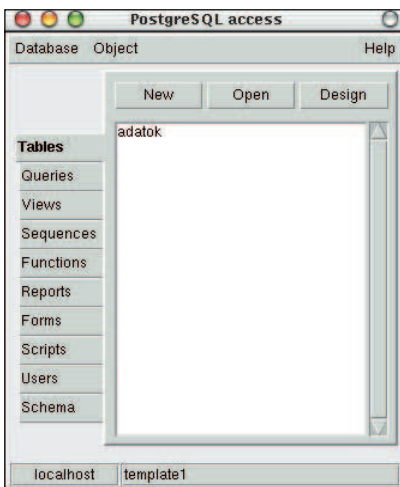 PostgreSQL access
Database Object Help
New Open Design
adatok
Tables
Queries
Views
Sequences
Functions
Reports
Forms
Scripts
Users
Schema
localhost template1